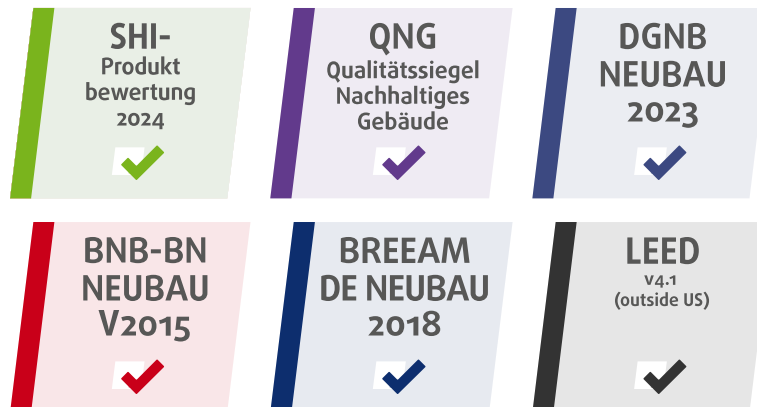 SHI-
Produkt
bewertung
2024
QNG
Qualitätssiegel
Nachhaltiges
Gebäude
DGNB
NEUBAU
2023
BNB-BN
NEUBAU
V2015
BREEAM
DE NEUBAU
2018
LEED
v4.1
(outside US)